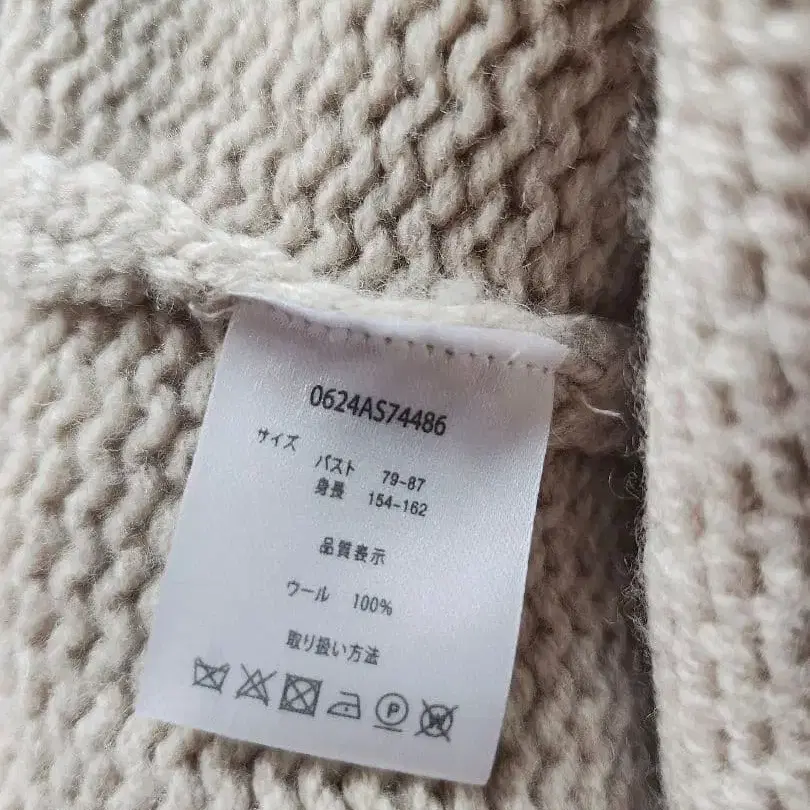 0624AS74486
サイズ
バスト 79-87
身長 154-162
品質表示
ウール 100%
取り扱い方法
P W